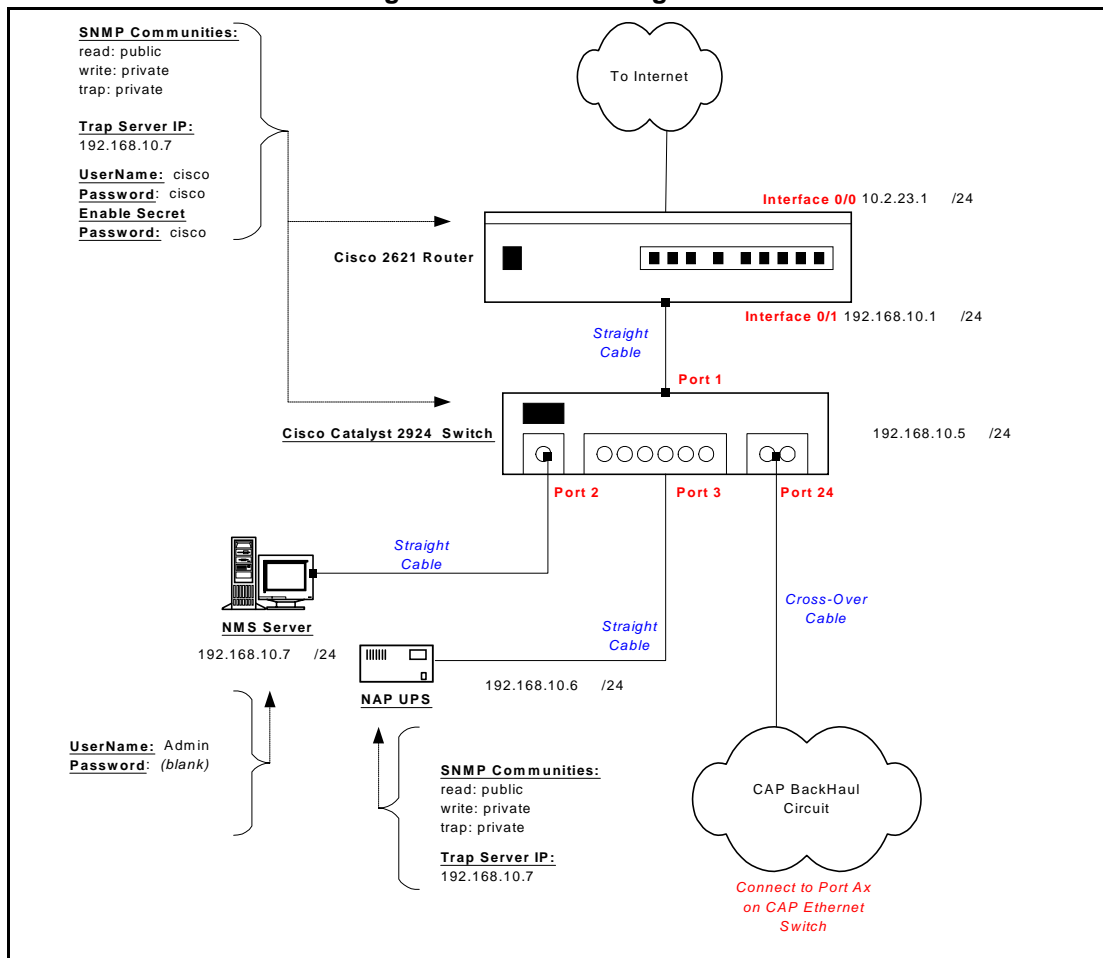 SNMP Communities:
read: public
write: private
trap: private
Trap Server IP:
192.168.10.7
UserName: cisco
Password: cisco
Enable Secret
Password: cisco
To Internet
Interface 0/0 10.2.23.1 /24
Cisco 2621 Router
Interface 0/1 192.168.10.1 /24
Straight
Cable
Port 1
Cisco Catalyst 2924 Switch
192.168.10.5 /24
Port 2
Port 3
Port 24
Straight
Cable
Cross-Over
Cable
NMS Server
192.168.10.7 /24
Straight
Cable
192.168.10.6 /24
NAP UPS
UserName: Admin
Password: (blank)
SNMP Communities:
read: public
write: private
trap: private
Trap Server IP:
192.168.10.7
CAP BackHaul
Circuit
Connect to Port Ax
on CAP Ethernet
Switch